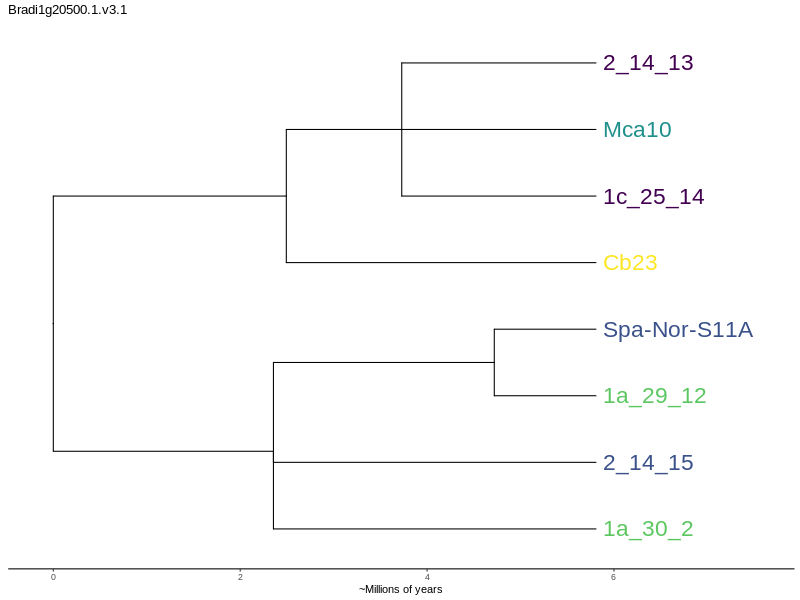 Bradi1g20500.1.v3.1
2_14_13
Mca10
1c_25_14
Cb23
Spa-Nor-S11A
1a_29_12
2_14_15
1a_30_2
0 2 4 6
~Millions of years